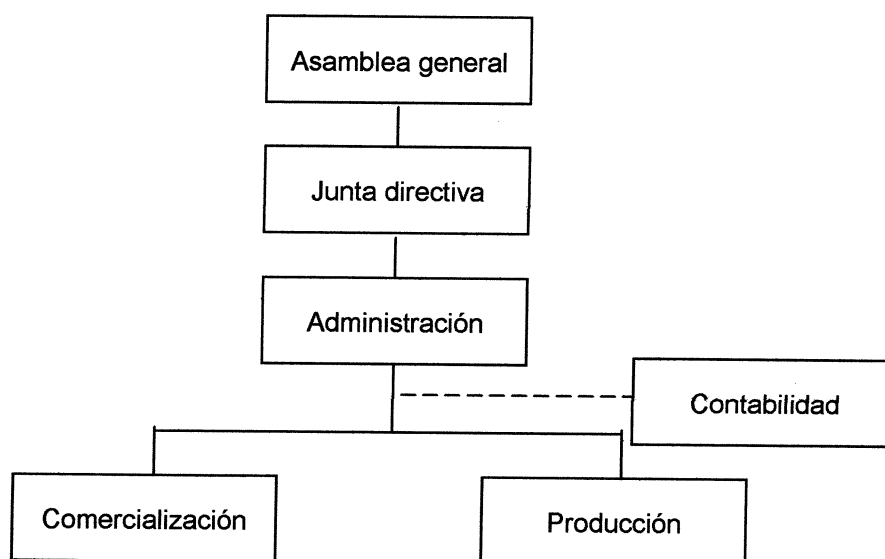 Asamblea general
Junta directiva
Administración
Contabilidad
Comercialización
Producción